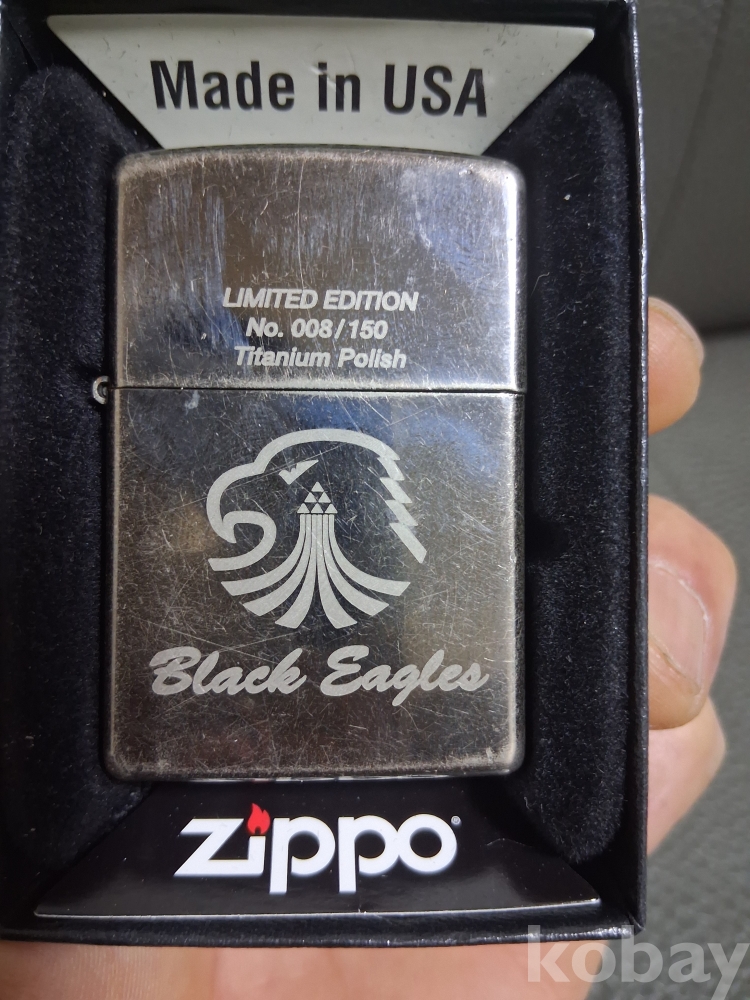 Made in USA
LIMITED EDITION
No. 008/150
Titanium Polish
Black Eagles
zippo
kobay